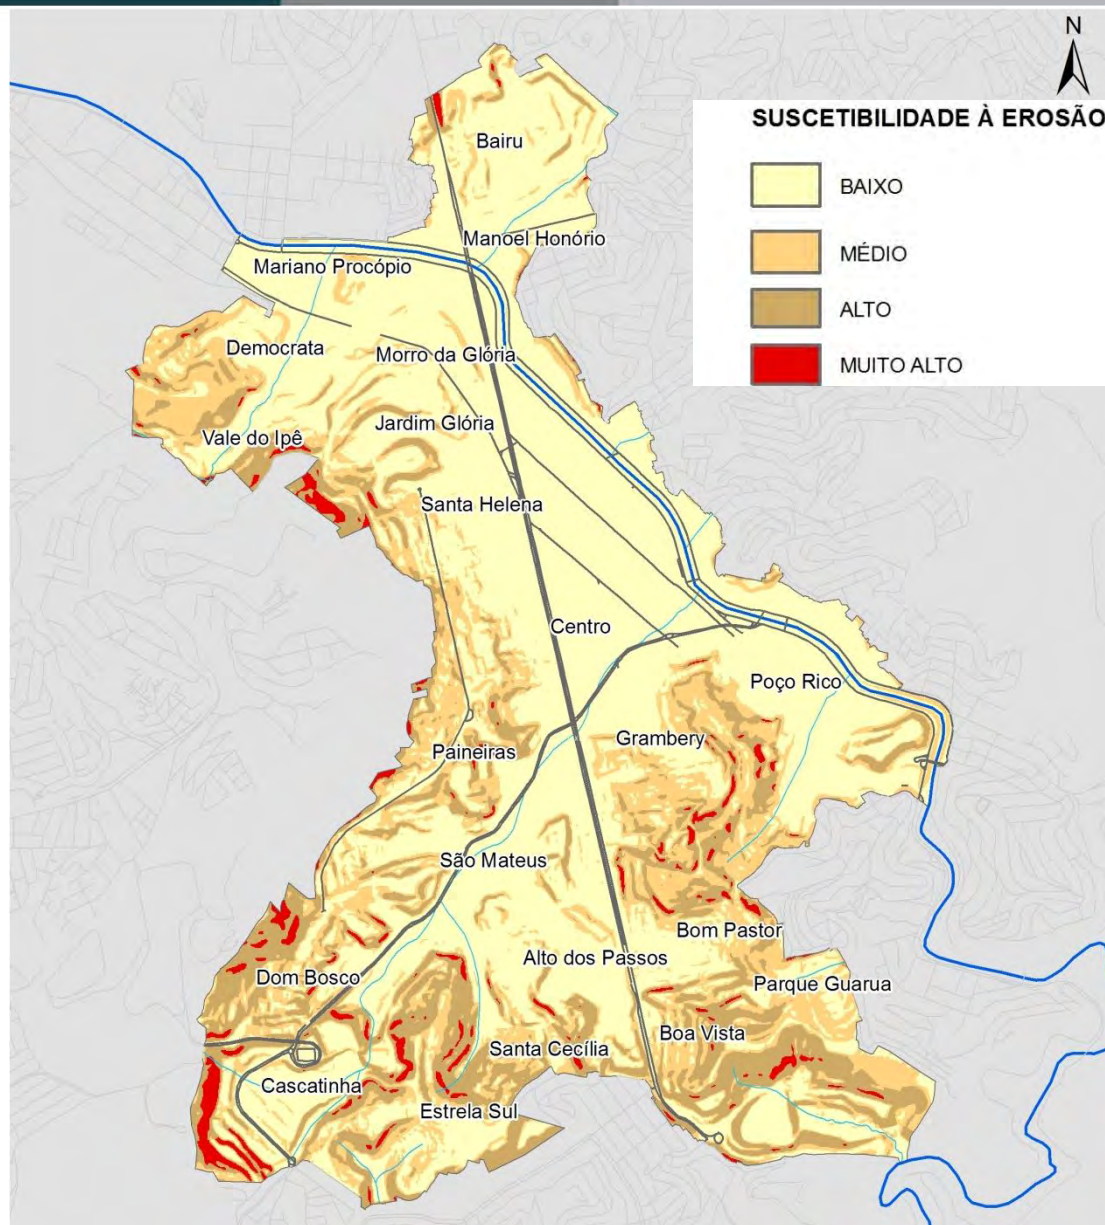 N
SUSCETIBILIDADE À EROSÃO
BAIXO
MÉDIO
ALTO
MUITO ALTO
Bairu
Manoel Honório
Mariano Procópio
Democrata
Morro da Glória
Jardim Glória
Vale do Ipê
Santa Helena
Centro
Poço Rico
Grambery
Paineiras
São Mateus
Bom Pastor
Alto dos Passos
Dom Bosco
Parque Guarua
Boa Vista
Santa Cecília
Cascatinha
Estrela Sul